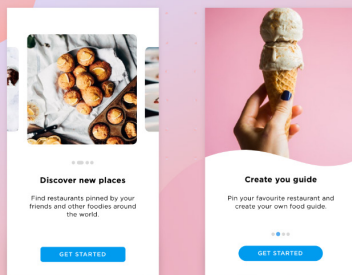 Discover new places
Find restaurants pinned by your
friends and other foodies around
the world.
GET STARTED
Create you guide
Pin your favourite restaurant and
create your own food guide.
GET STARTED